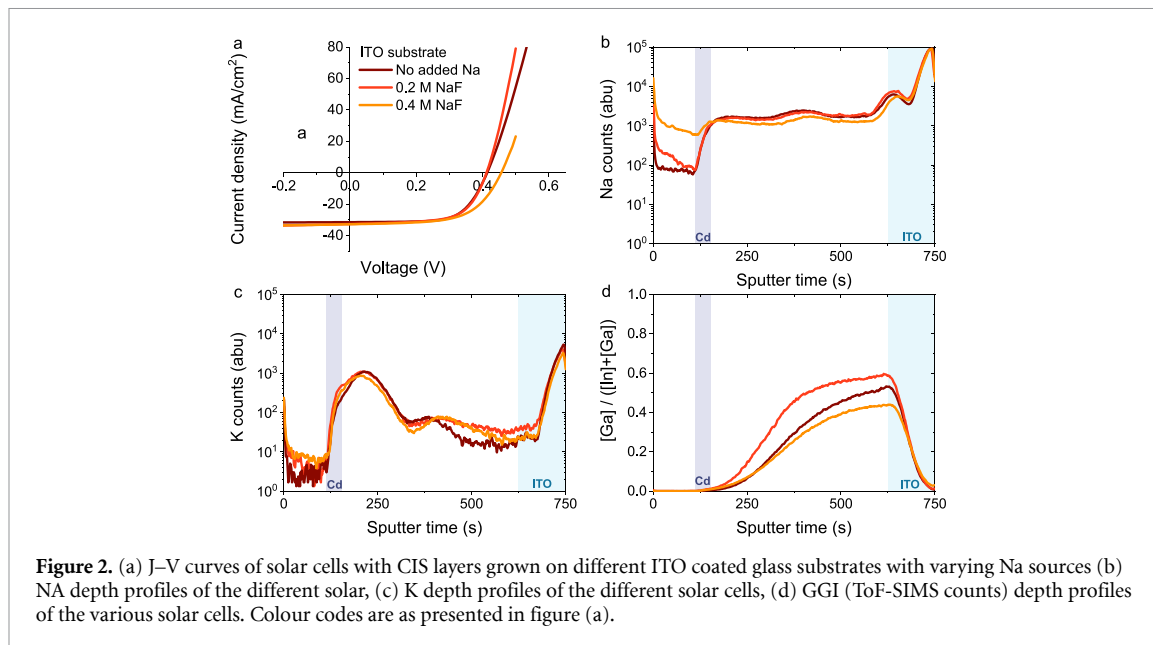 a
80
60
40
20
0
-20
-40
-0.2
0.0
0.2
0.4
0.6
Current density (mA/cm²)
Voltage (V)
a
ITO substrate
No added Na
0.2 M NaF
0.4 M NaF
b
10⁵
10⁴
10³
10²
10¹
10⁰
Na counts (abu)
Cd
ITO
0
250
500
750
Sputter time (s)
c
10⁵
10⁴
10³
10²
10¹
10⁰
K counts (abu)
Cd
ITO
0
250
500
750
Sputter time (s)
d
1.0
0.8
0.6
0.4
0.2
0.0
[Ga] / ([In]+[Ga])
Cd
ITO
0
250
500
750
Sputter time (s)
Figure 2. (a) J–V curves of solar cells with CIS layers grown on different ITO coated glass substrates with varying Na sources (b)
NA depth profiles of the different solar, (c) K depth profiles of the different solar cells, (d) GGI (ToF-SIMS counts) depth profiles
of the various solar cells. Colour codes are as presented in figure (a).